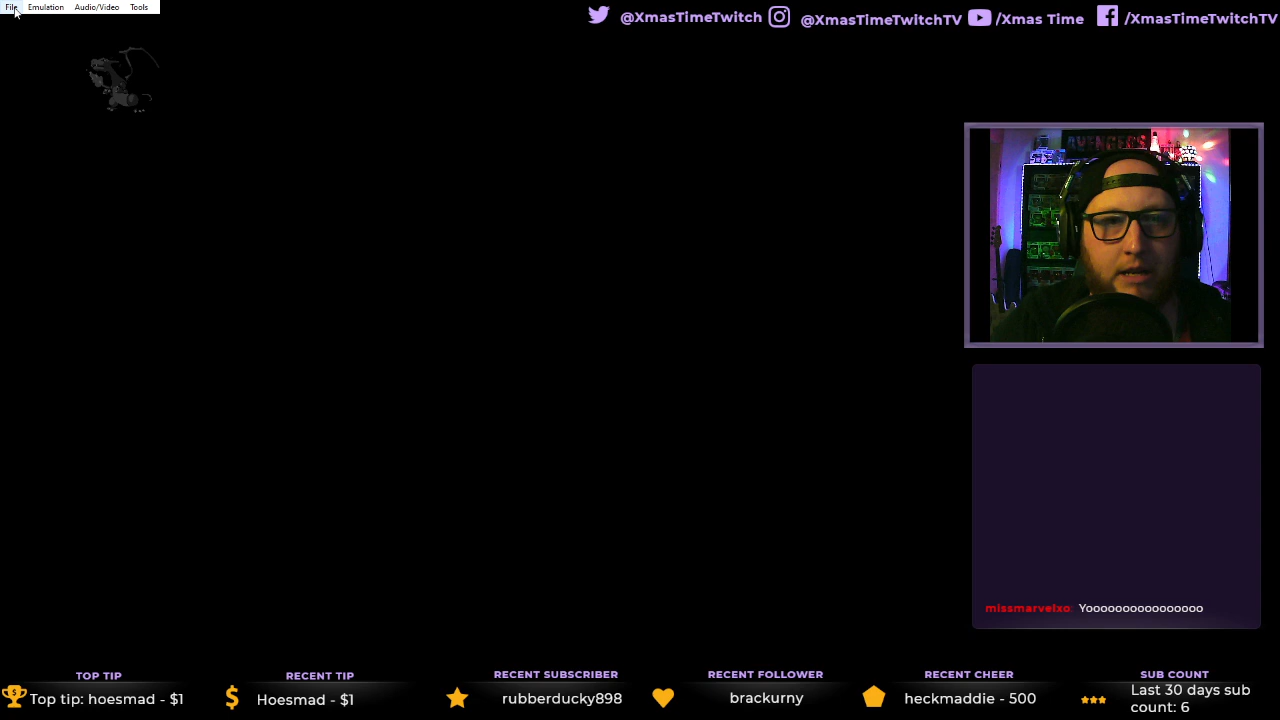 File Emulation Audio/Video Tools
@XmasTimeTwitch @XmasTimeTwitchTV /Xmas Time /XmasTimeTwitchTV
AVENGERS
missmarvelxo: Yooooooooooooooooo
TOP TIP
Top tip: hoesmad - $1
RECENT TIP
Hoesmad - $1
RECENT SUBSCRIBER
rubberducky898
RECENT FOLLOWER
brackurny
RECENT CHEER
heckmaddie - 500
SUB COUNT
Last 30 days sub
count: 6